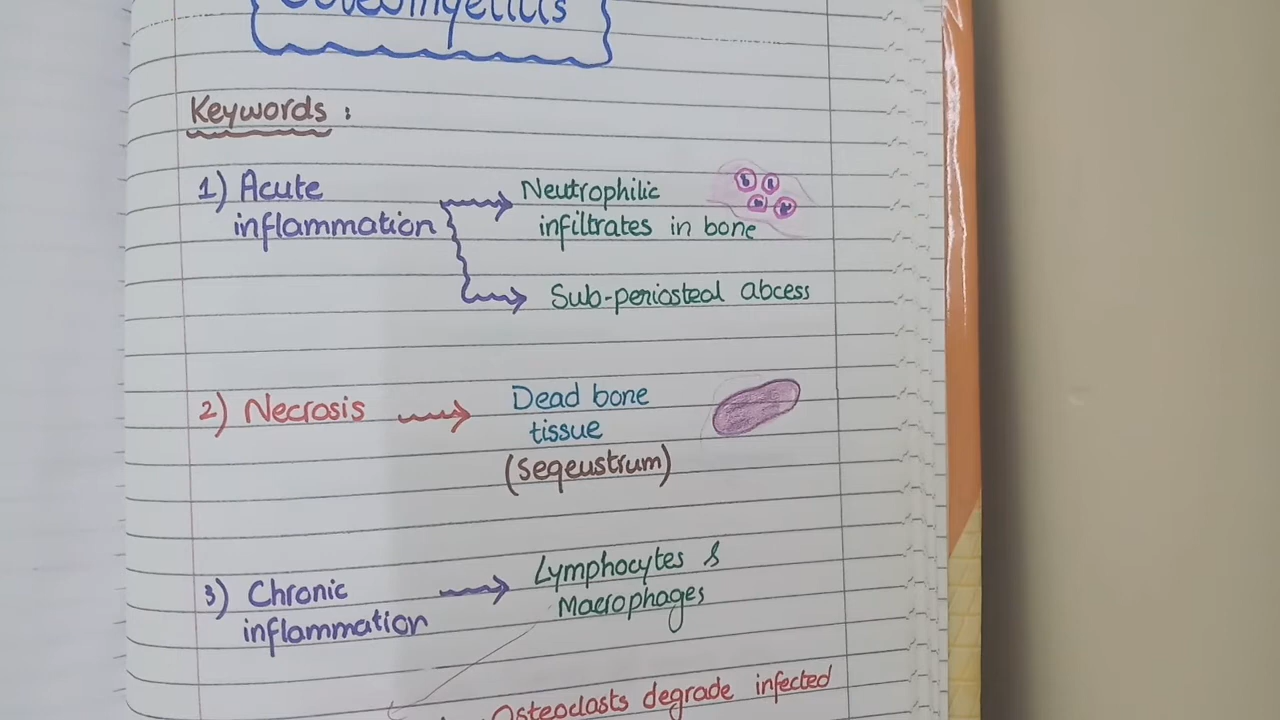 Osteomyelitis
Keywords :
1) Acute
inflammation
Neutrophilic
infiltrates in bone
Sub-periosteal abcess
2) Necrosis
Dead bone
tissue
(seqeustrum)
3) Chronic
inflammation
Lymphocytes &
Macrophages
Osteoclasts degrade infected